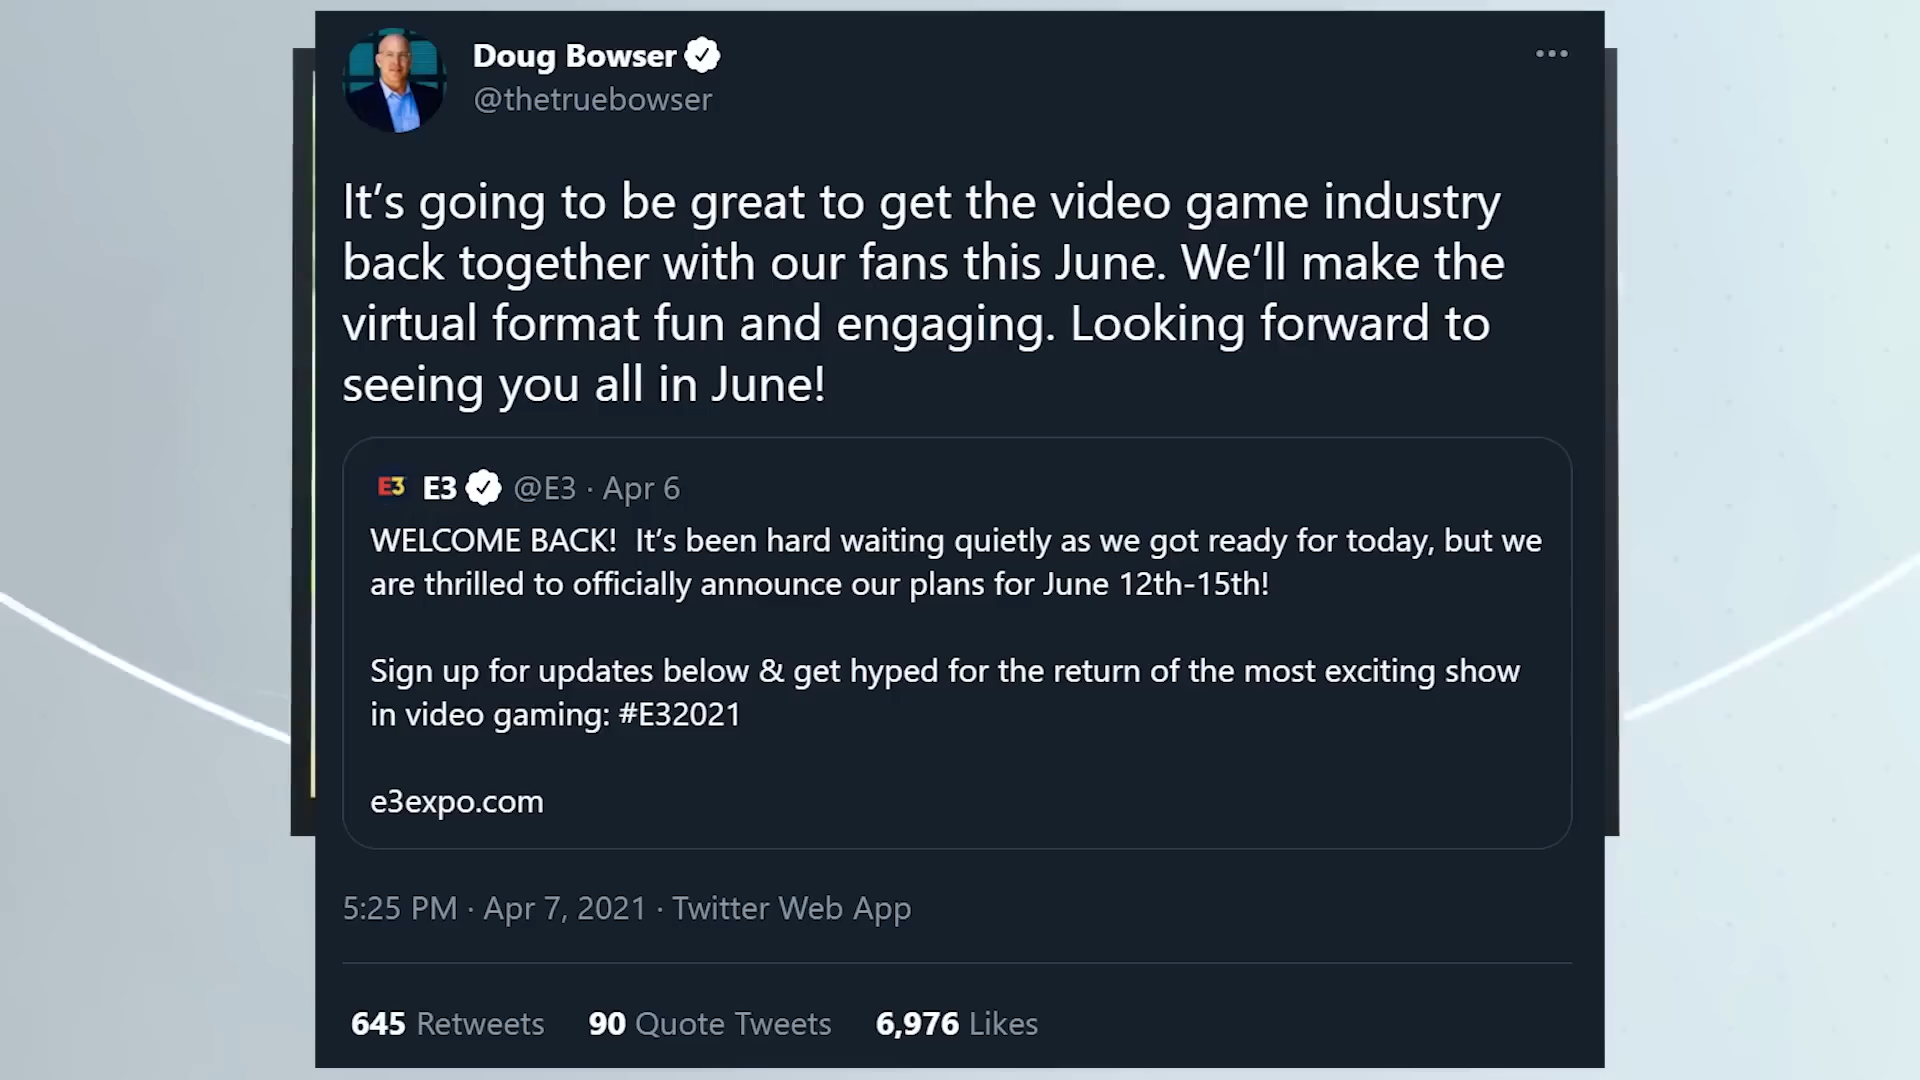 Doug Bowser
@thetruebowser
It’s going to be great to get the video game industry
back together with our fans this June. We’ll make the
virtual format fun and engaging. Looking forward to
seeing you all in June!
E3 E3 @E3 · Apr 6
WELCOME BACK!  It’s been hard waiting quietly as we got ready for today, but we
are thrilled to officially announce our plans for June 12th-15th!
Sign up for updates below & get hyped for the return of the most exciting show
in video gaming: #E32021
e3expo.com
5:25 PM · Apr 7, 2021 · Twitter Web App
645 Retweets 90 Quote Tweets 6,976 Likes